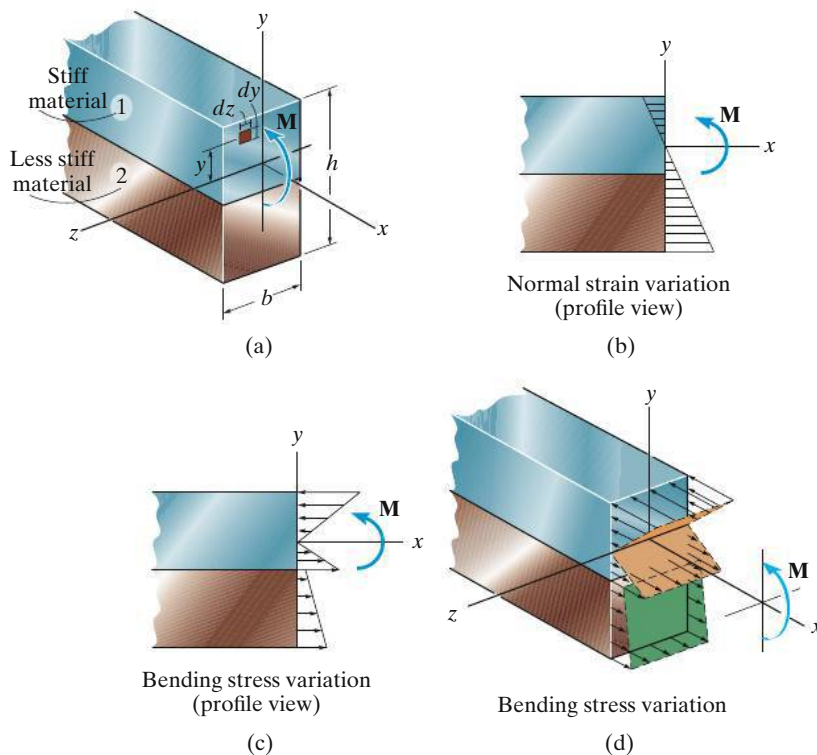 y
Stiff
material 1
dy
dz
M
y
h
Less stiff
material
2
z
x
b
(a)
y
M
x
Normal strain variation
(profile view)
(b)
y
M
x
Bending stress variation
(profile view)
(c)
y
M
z
x
Bending stress variation
(d)